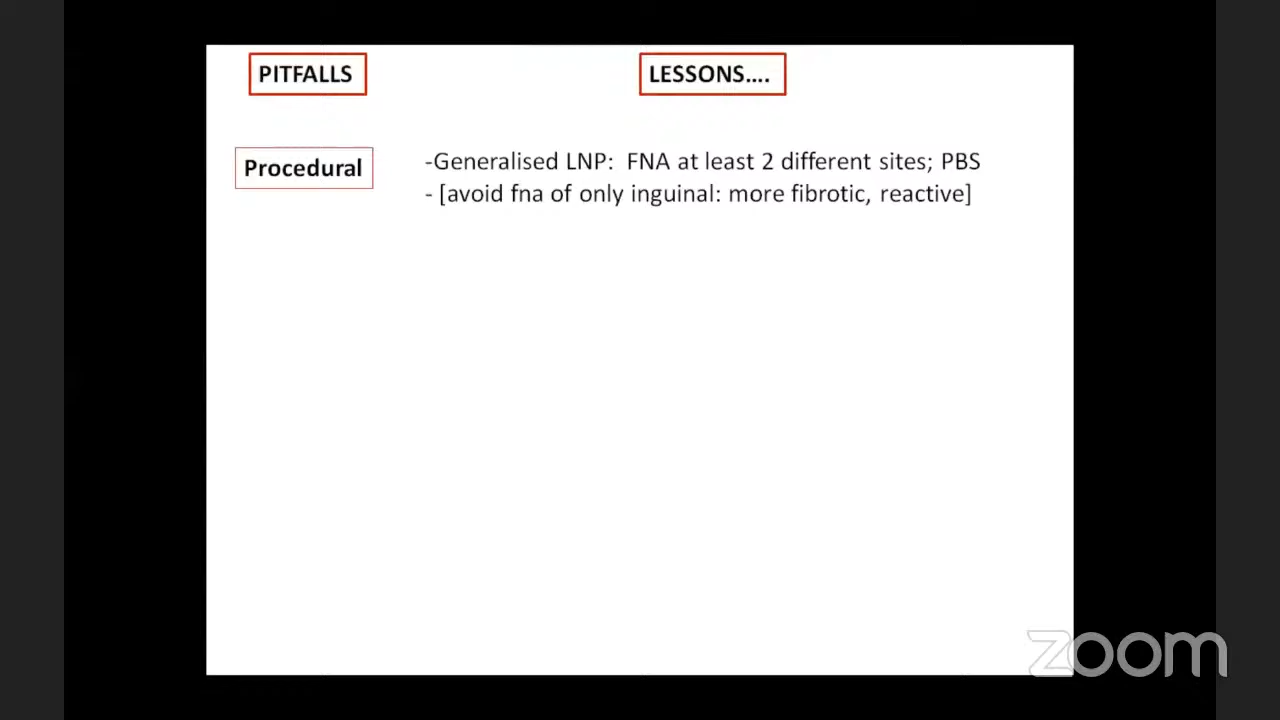 PITFALLS
LESSONS....
Procedural
-Generalised LNP: FNA at least 2 different sites; PBS
- [avoid fna of only inguinal: more fibrotic, reactive]
zoom